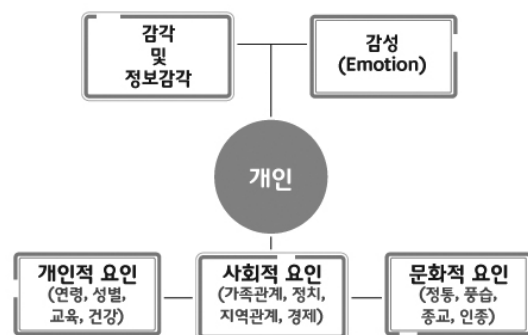 감각
및
정보감각
감성
(Emotion)
개인
개인적 요인
(연령, 성별,
교육, 건강)
사회적 요인
(가족관계, 정치,
지역관계, 경제)
문화적 요인
(정통, 풍습,
종교, 인종)